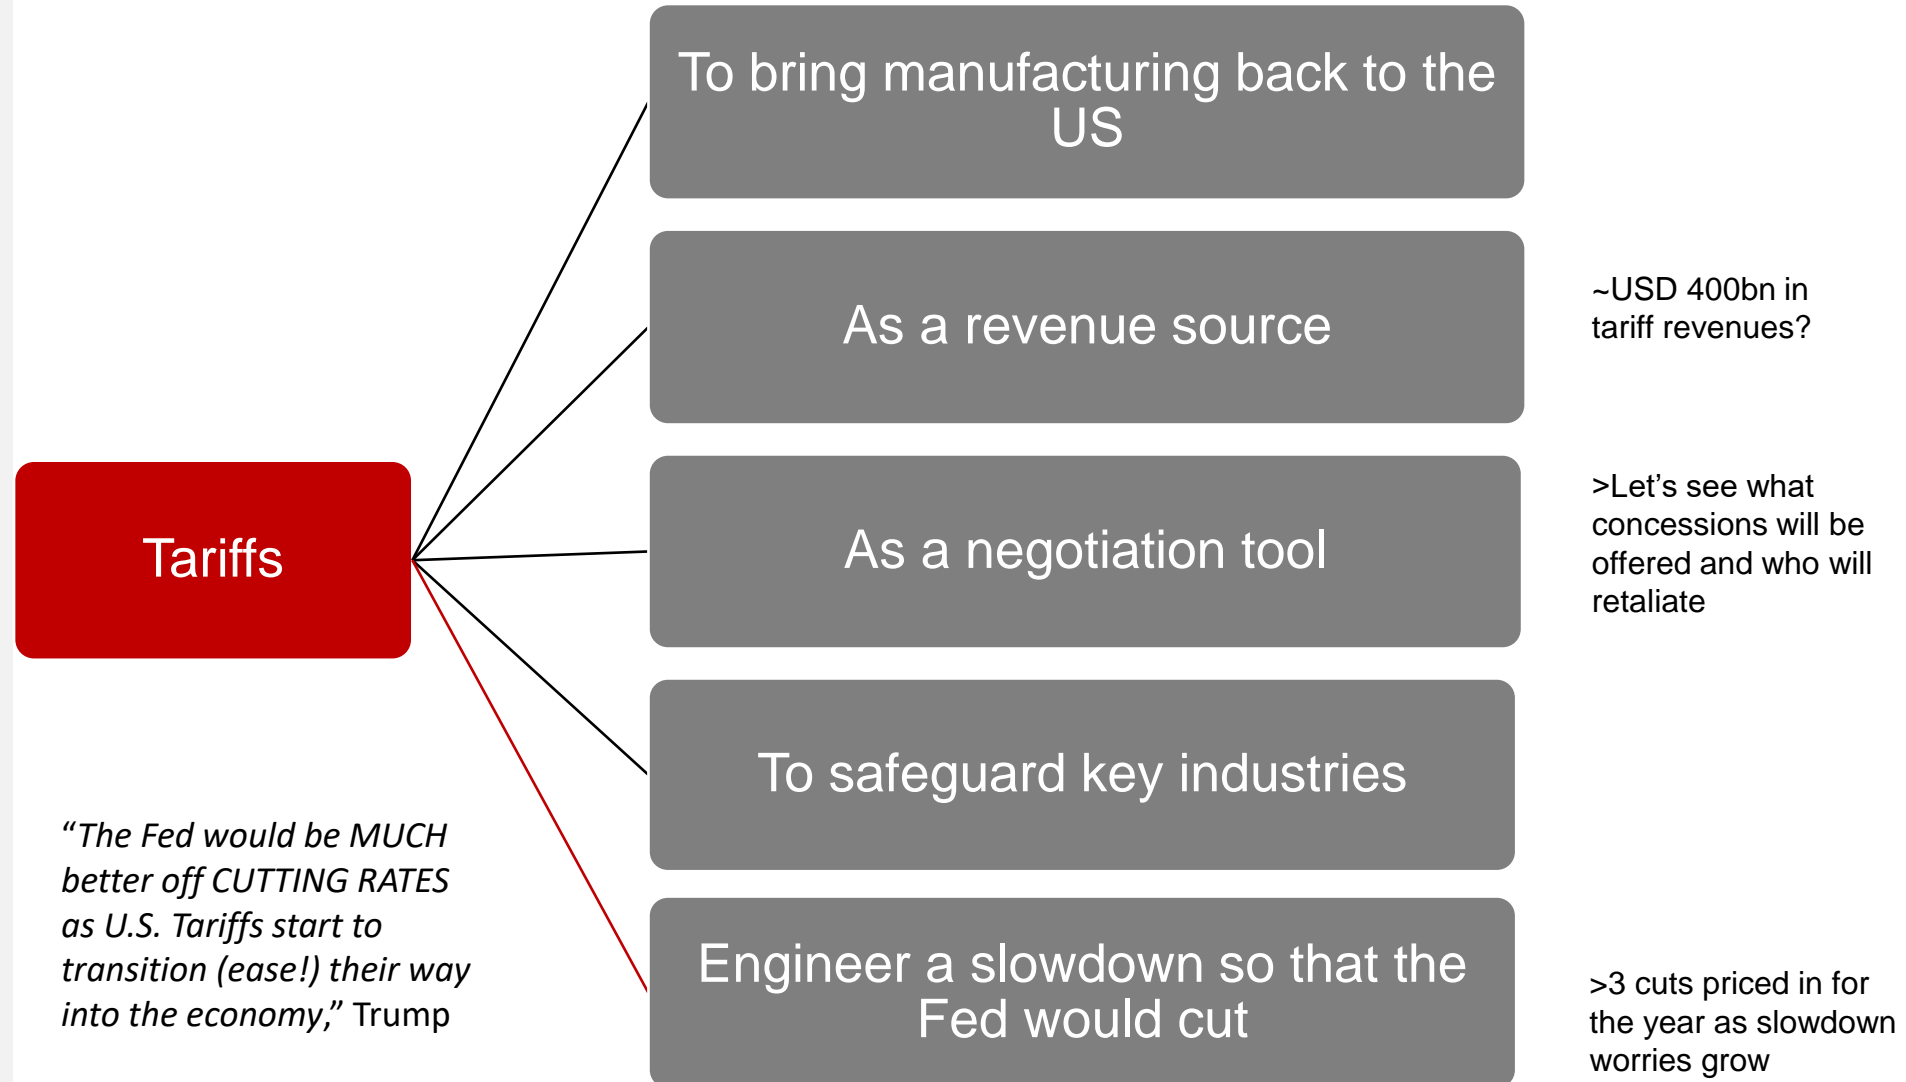 To bring manufacturing back to the
US
As a revenue source
~USD 400bn in
tariff revenues?
Tariffs
As a negotiation tool
>Let’s see what
concessions will be
offered and who will
retaliate
To safeguard key industries
“The Fed would be MUCH
better off CUTTING RATES
as U.S. Tariffs start to
transition (ease!) their way
into the economy,” Trump
Engineer a slowdown so that the
Fed would cut
>3 cuts priced in for
the year as slowdown
worries grow